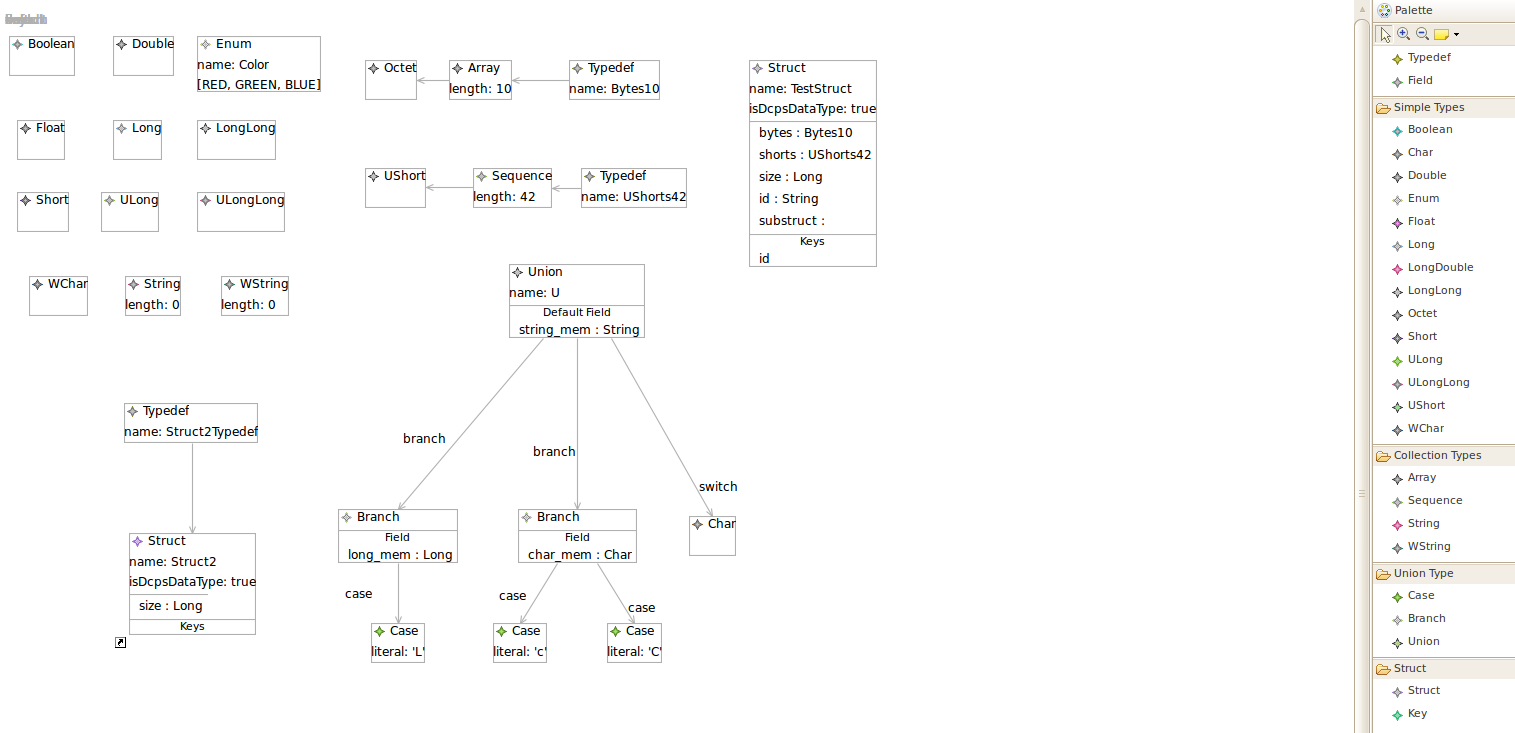 Boolean
Double
Enum
name: Color
[RED, GREEN, BLUE]
Float
Long
LongLong
Short
ULong
ULongLong
WChar
String
length: 0
WString
length: 0
Octet
Array
length: 10
Typedef
name: Bytes10
UShort
Sequence
length: 42
Typedef
name: UShorts42
Struct
name: TestStruct
isDcpsDataType: true
bytes : Bytes10
shorts : UShorts42
size : Long
id : String
substruct :
Keys
id
Union
name: U
Default Field
string_mem : String
branch
branch
switch
Typedef
name: Struct2Typedef
Struct
name: Struct2
isDcpsDataType: true
size : Long
Keys
Branch
Field
long_mem : Long
Branch
Field
char_mem : Char
Char
case
case
case
Case
literal: 'L'
Case
literal: 'c'
Case
literal: 'C'
Palette
Typedef
Field
Simple Types
Boolean
Char
Double
Enum
Float
Long
LongDouble
LongLong
Octet
Short
ULong
ULongLong
UShort
WChar
Collection Types
Array
Sequence
String
WString
Union Type
Case
Branch
Union
Struct
Struct
Key